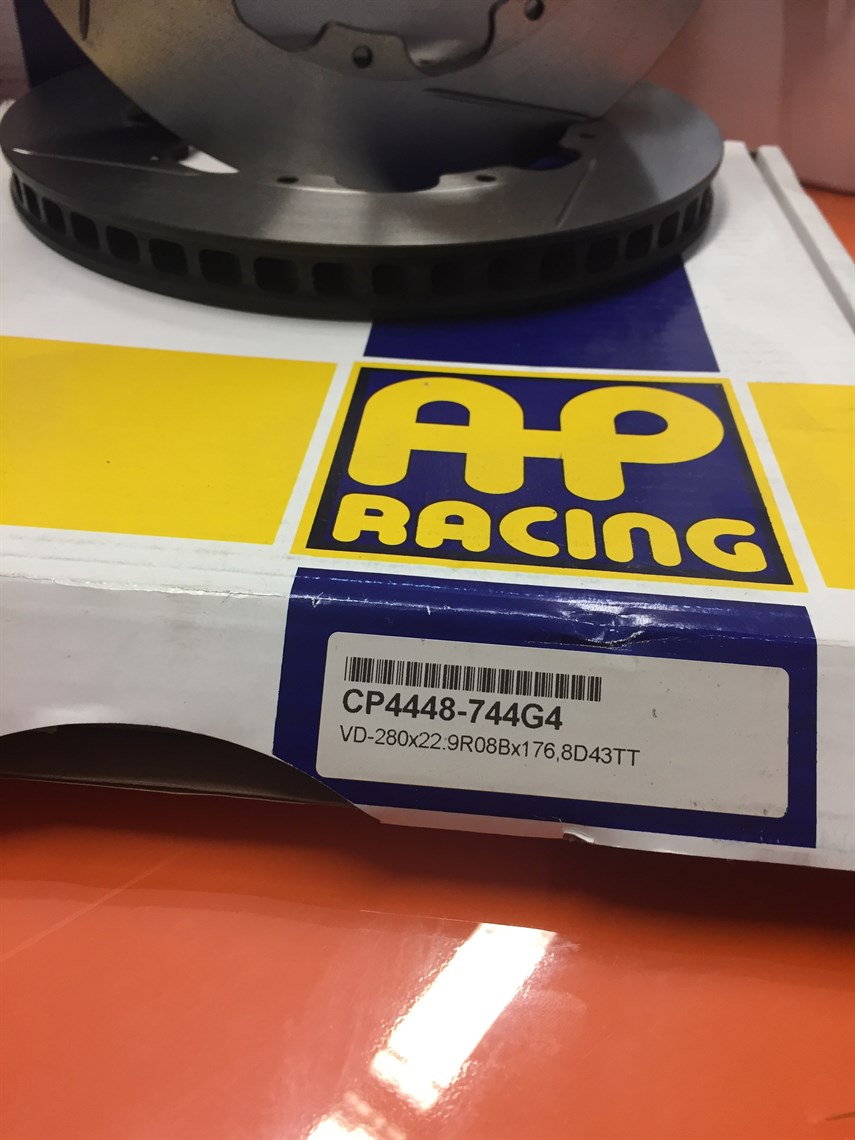 AP
RACING
CP4448-744G4
VD-280x22.9R08Bx176,8D43TT